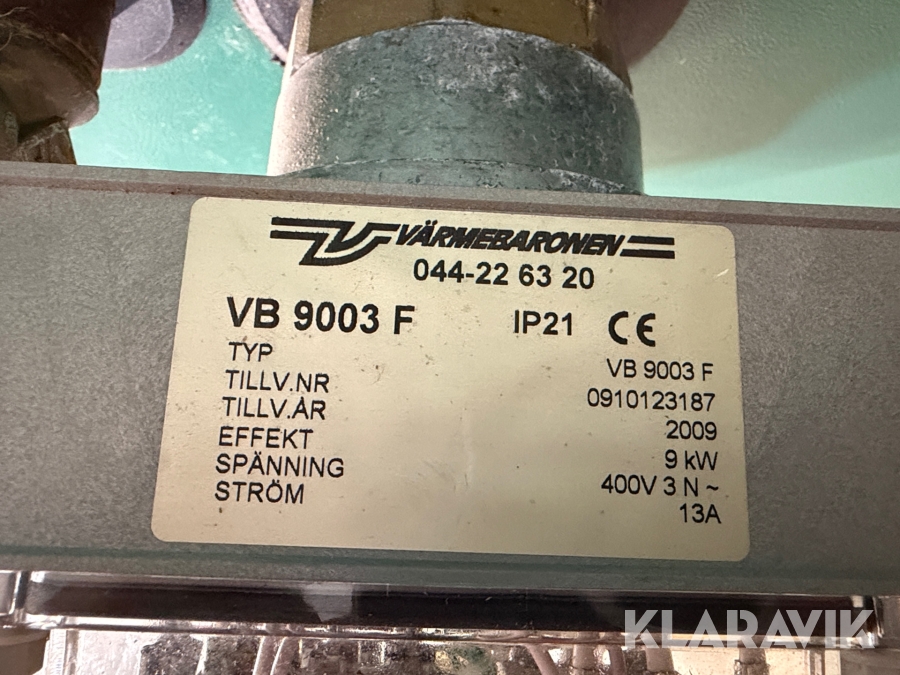 VÄRMEBARONEN
044-22 63 20
VB 9003 F IP21 CE
TYP VB 9003 F
TILLV.NR 0910123187
TILLV.ÅR 2009
EFFEKT 9 kW
SPÄNNING 400V 3 N ~
STRÖM 13A
KLARAVIK